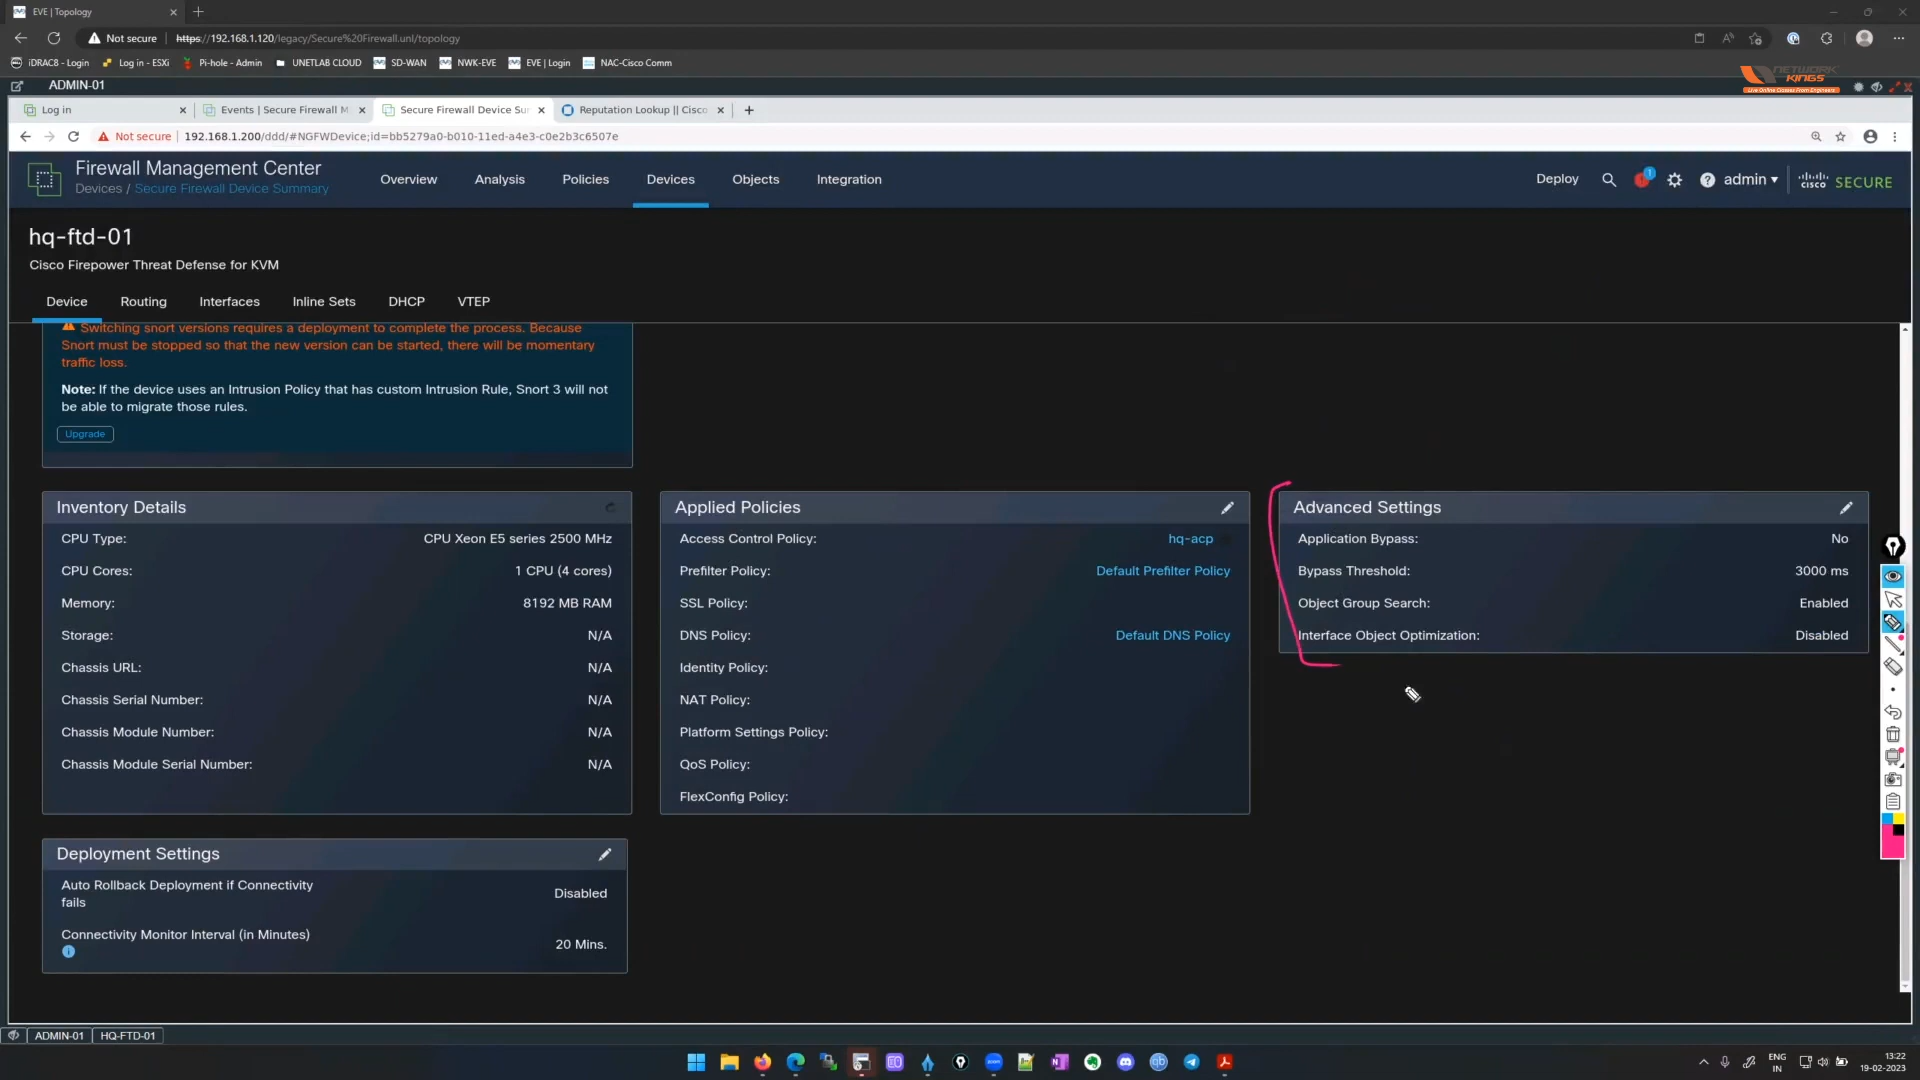 EVE | Topology
Not secure
https://192.168.1.120/legacy/Secure%20Firewall.unl/topology
iDRAC8 - Login
Log in - ESXi
Pi-hole - Admin
UNETLAB CLOUD
SD-WAN
NWK-EVE
EVE | Login
NAC-Cisco Comm
ADMIN-01
NETWORK KINGS
Live Online Classes From Engineers
Log in
Events | Secure Firewall M
Secure Firewall Device Sur
Reputation Lookup || Cisco
Not secure
192.168.1.200/ddd/#NGFWDevice;id=bb5279a0-b010-11ed-a4e3-c0e2b3c6507e
Firewall Management Center
Devices / Secure Firewall Device Summary
Overview
Analysis
Policies
Devices
Objects
Integration
Deploy
1
admin
cisco SECURE
hq-ftd-01
Cisco Firepower Threat Defense for KVM
Device
Routing
Interfaces
Inline Sets
DHCP
VTEP
Switching snort versions requires a deployment to complete the process. Because
Snort must be stopped so that the new version can be started, there will be momentary
traffic loss.
Note: If the device uses an Intrusion Policy that has custom Intrusion Rule, Snort 3 will not
be able to migrate those rules.
Upgrade
Inventory Details
CPU Type: CPU Xeon E5 series 2500 MHz
CPU Cores: 1 CPU (4 cores)
Memory: 8192 MB RAM
Storage: N/A
Chassis URL: N/A
Chassis Serial Number: N/A
Chassis Module Number: N/A
Chassis Module Serial Number: N/A
Applied Policies
Access Control Policy: hq-acp
Prefilter Policy: Default Prefilter Policy
SSL Policy:
DNS Policy: Default DNS Policy
Identity Policy:
NAT Policy:
Platform Settings Policy:
QoS Policy:
FlexConfig Policy:
Advanced Settings
Application Bypass: No
Bypass Threshold: 3000 ms
Object Group Search: Enabled
Interface Object Optimization: Disabled
Deployment Settings
Auto Rollback Deployment if Connectivity
fails
Disabled
Connectivity Monitor Interval (in Minutes)
20 Mins.
ADMIN-01
HQ-FTD-01
ENG
IN
13:22
19-02-2023